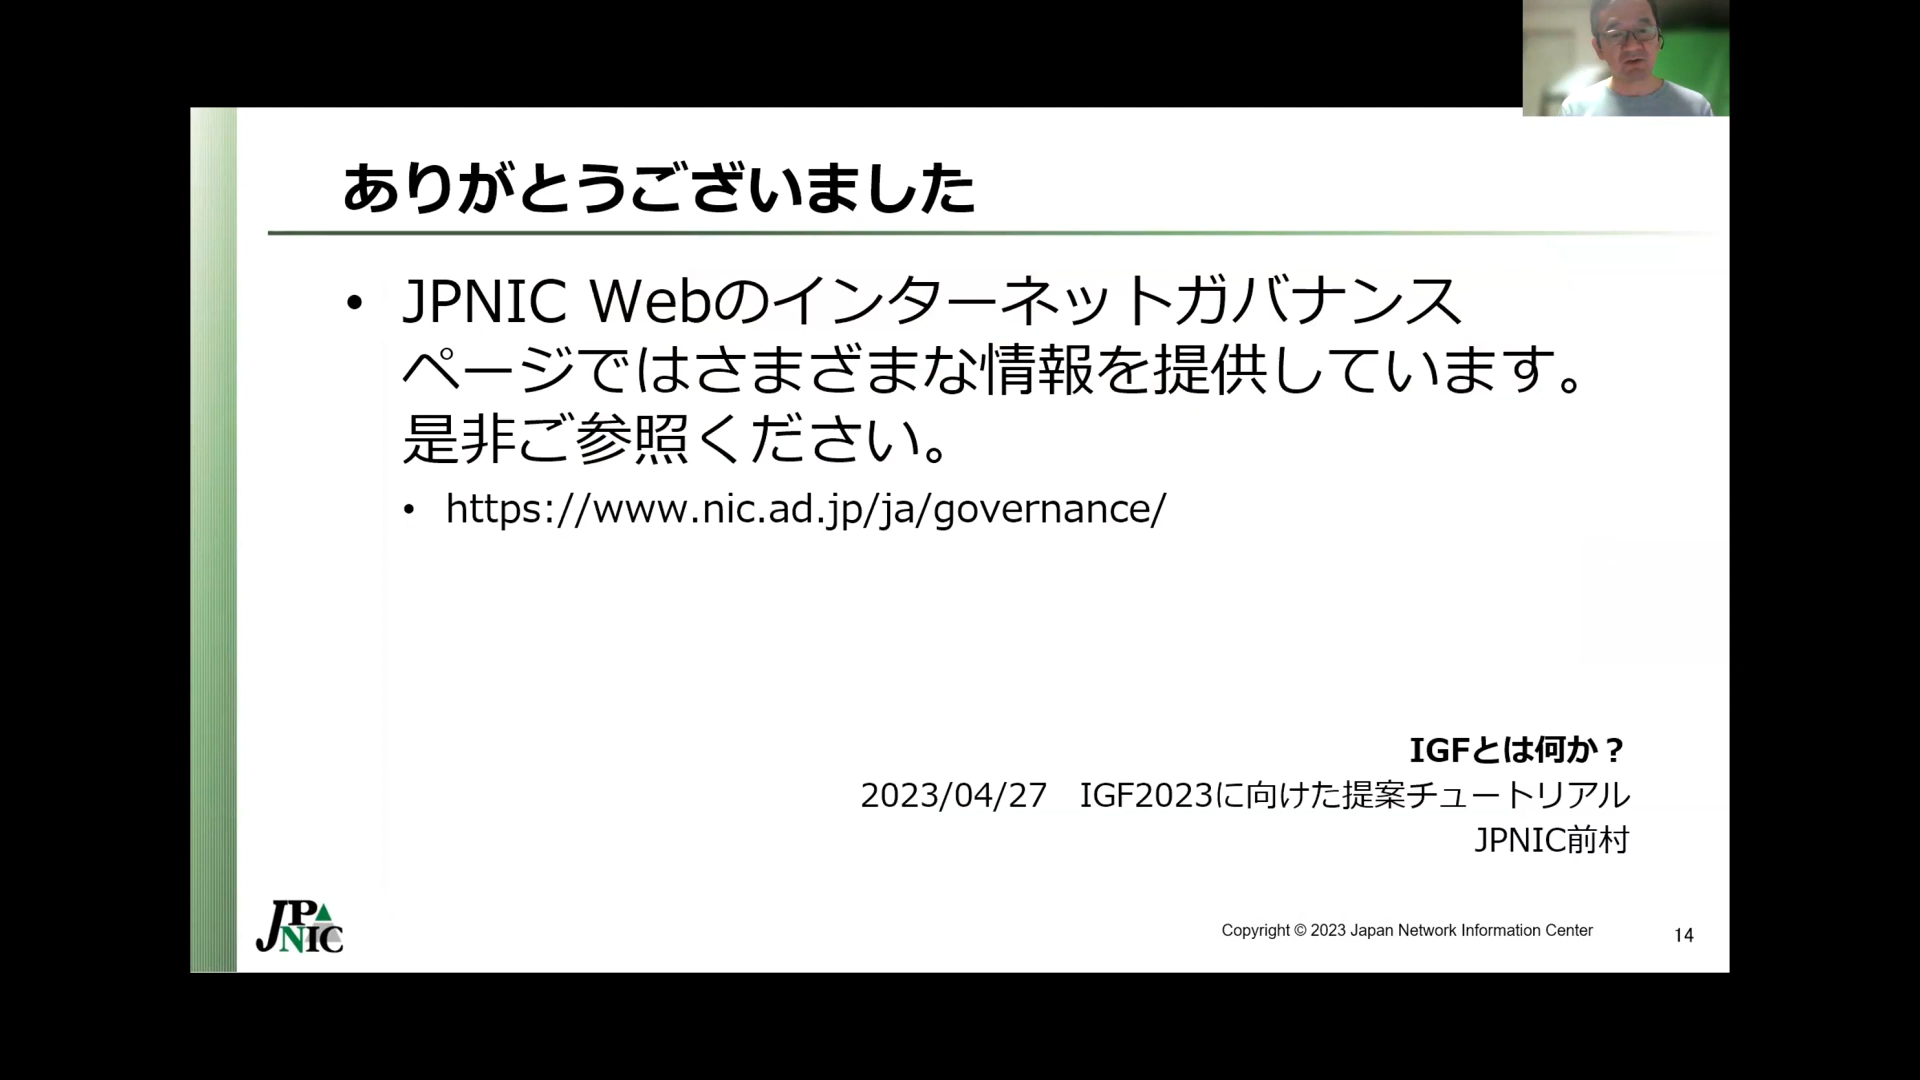 ありがとうございました
• JPNIC Webのインターネットガバナンス
ページではさまざまな情報を提供しています。
是非ご参照ください。
• https://www.nic.ad.jp/ja/governance/
IGFとは何か？
2023/04/27　IGF2023に向けた提案チュートリアル
JPNIC前村
JP
NIC
Copyright © 2023 Japan Network Information Center
14